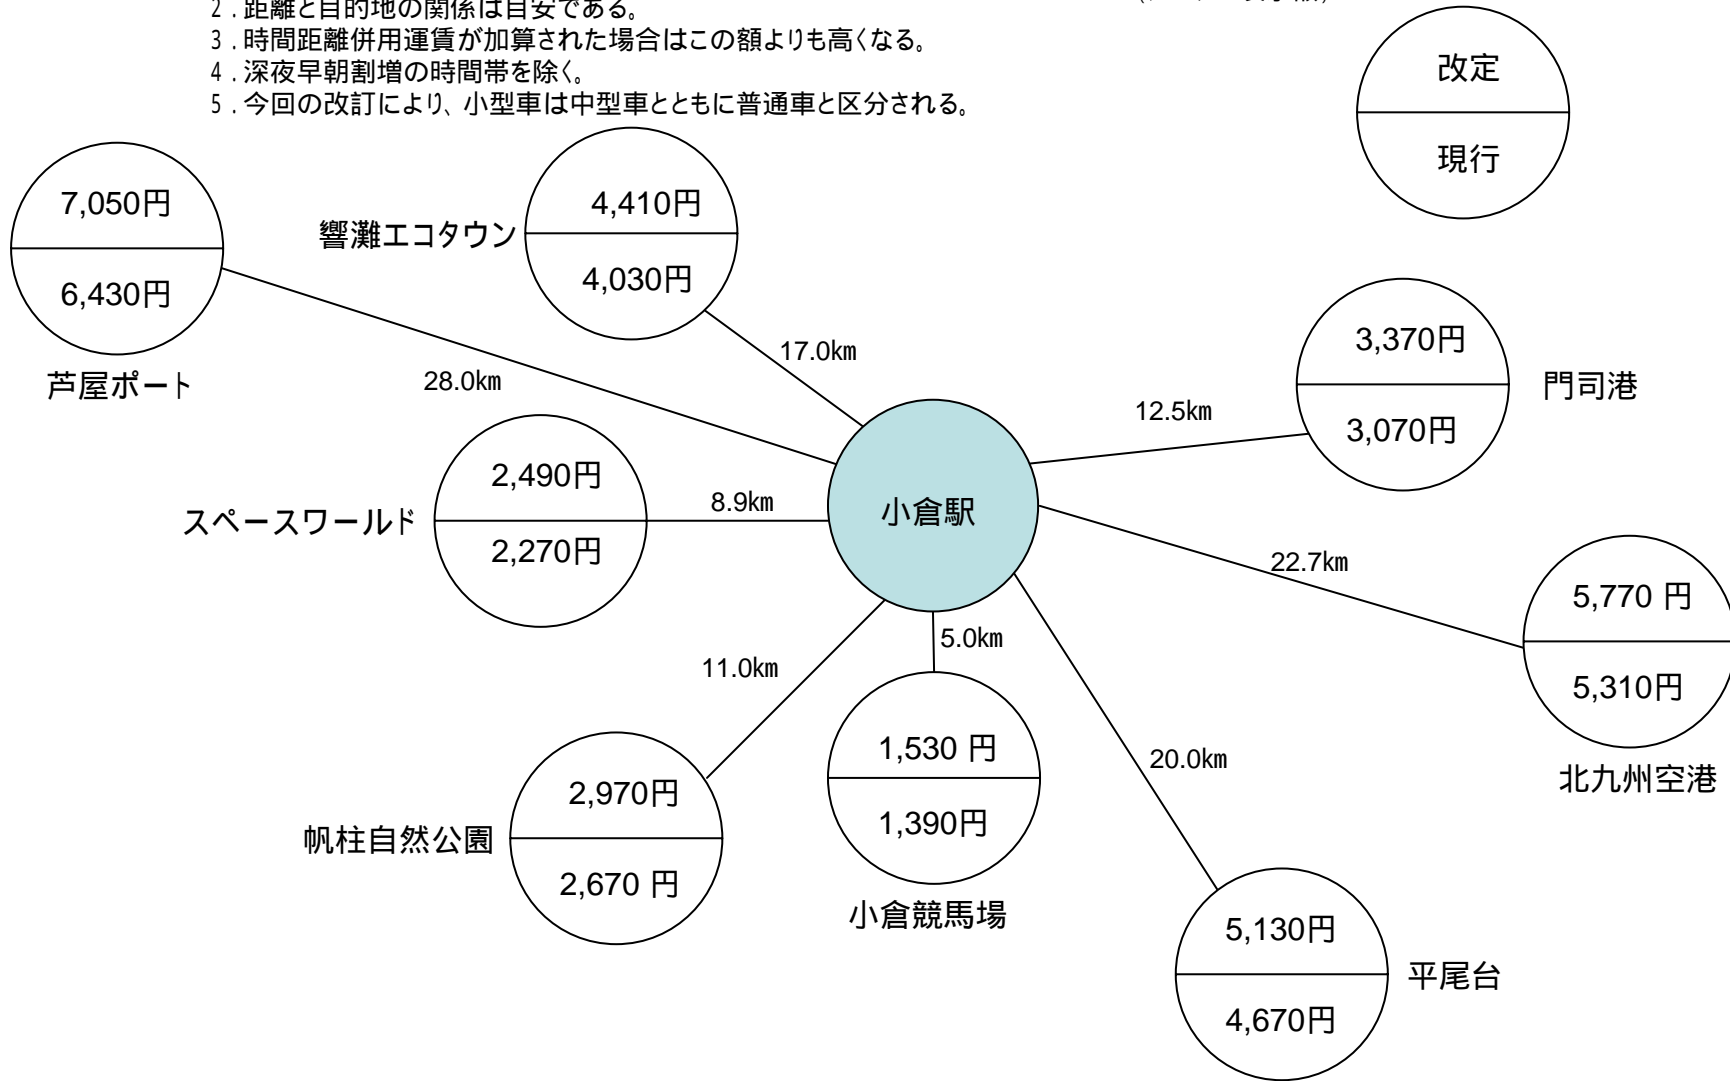 2．距離と目的地の関係は目安である。
3．時間距離併用運賃が加算された場合はこの額よりも高くなる。
4．深夜早朝割増の時間帯を除く。
5．今回の改訂により、小型車は中型車とともに普通車と区分される。
改定
現行
7,050円
6,430円
芦屋ポート
28.0km
響灘エコタウン
4,410円
4,030円
17.0km
3,370円
3,070円
門司港
12.5km
スペースワールド
2,490円
2,270円
8.9km
小倉駅
22.7km
5,770 円
5,310円
北九州空港
11.0km
帆柱自然公園
2,970円
2,670 円
5.0km
1,530 円
1,390円
小倉競馬場
20.0km
5,130円
4,670円
平尾台